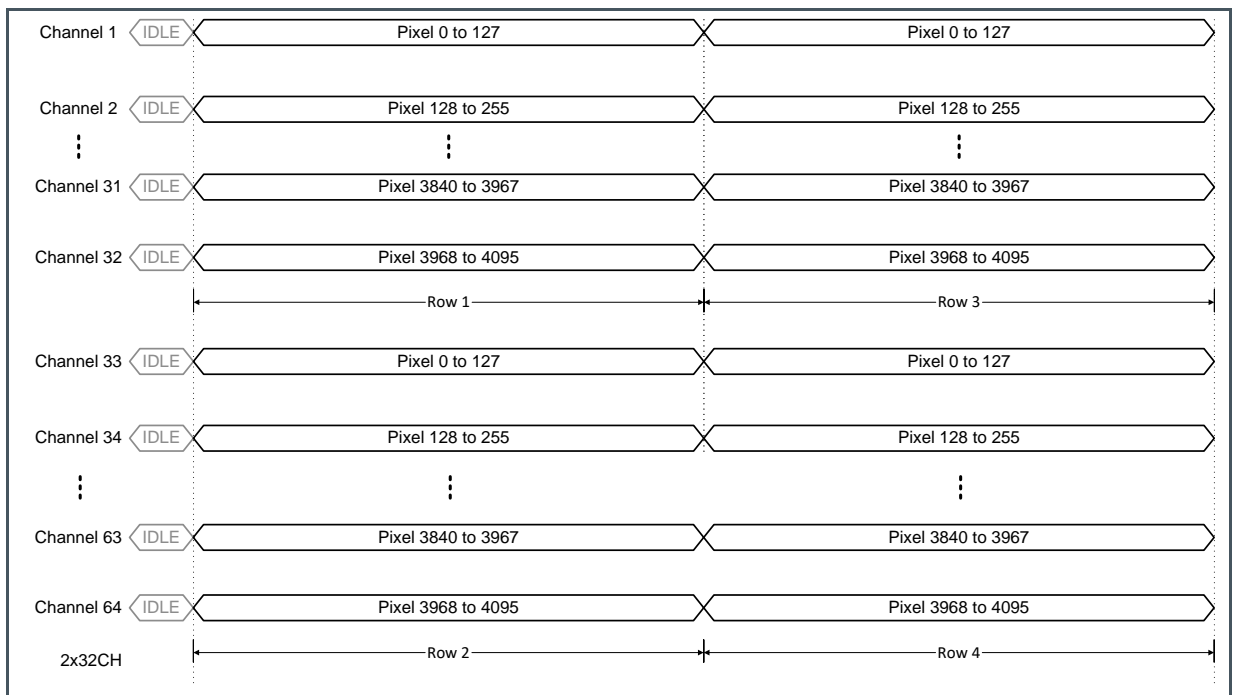 Channel 1 IDLE Pixel 0 to 127 Pixel 0 to 127
Channel 2 IDLE Pixel 128 to 255 Pixel 128 to 255
Channel 31 IDLE Pixel 3840 to 3967 Pixel 3840 to 3967
Channel 32 IDLE Pixel 3968 to 4095 Pixel 3968 to 4095
Row 1 Row 3
Channel 33 IDLE Pixel 0 to 127 Pixel 0 to 127
Channel 34 IDLE Pixel 128 to 255 Pixel 128 to 255
Channel 63 IDLE Pixel 3840 to 3967 Pixel 3840 to 3967
Channel 64 IDLE Pixel 3968 to 4095 Pixel 3968 to 4095
2x32CH Row 2 Row 4